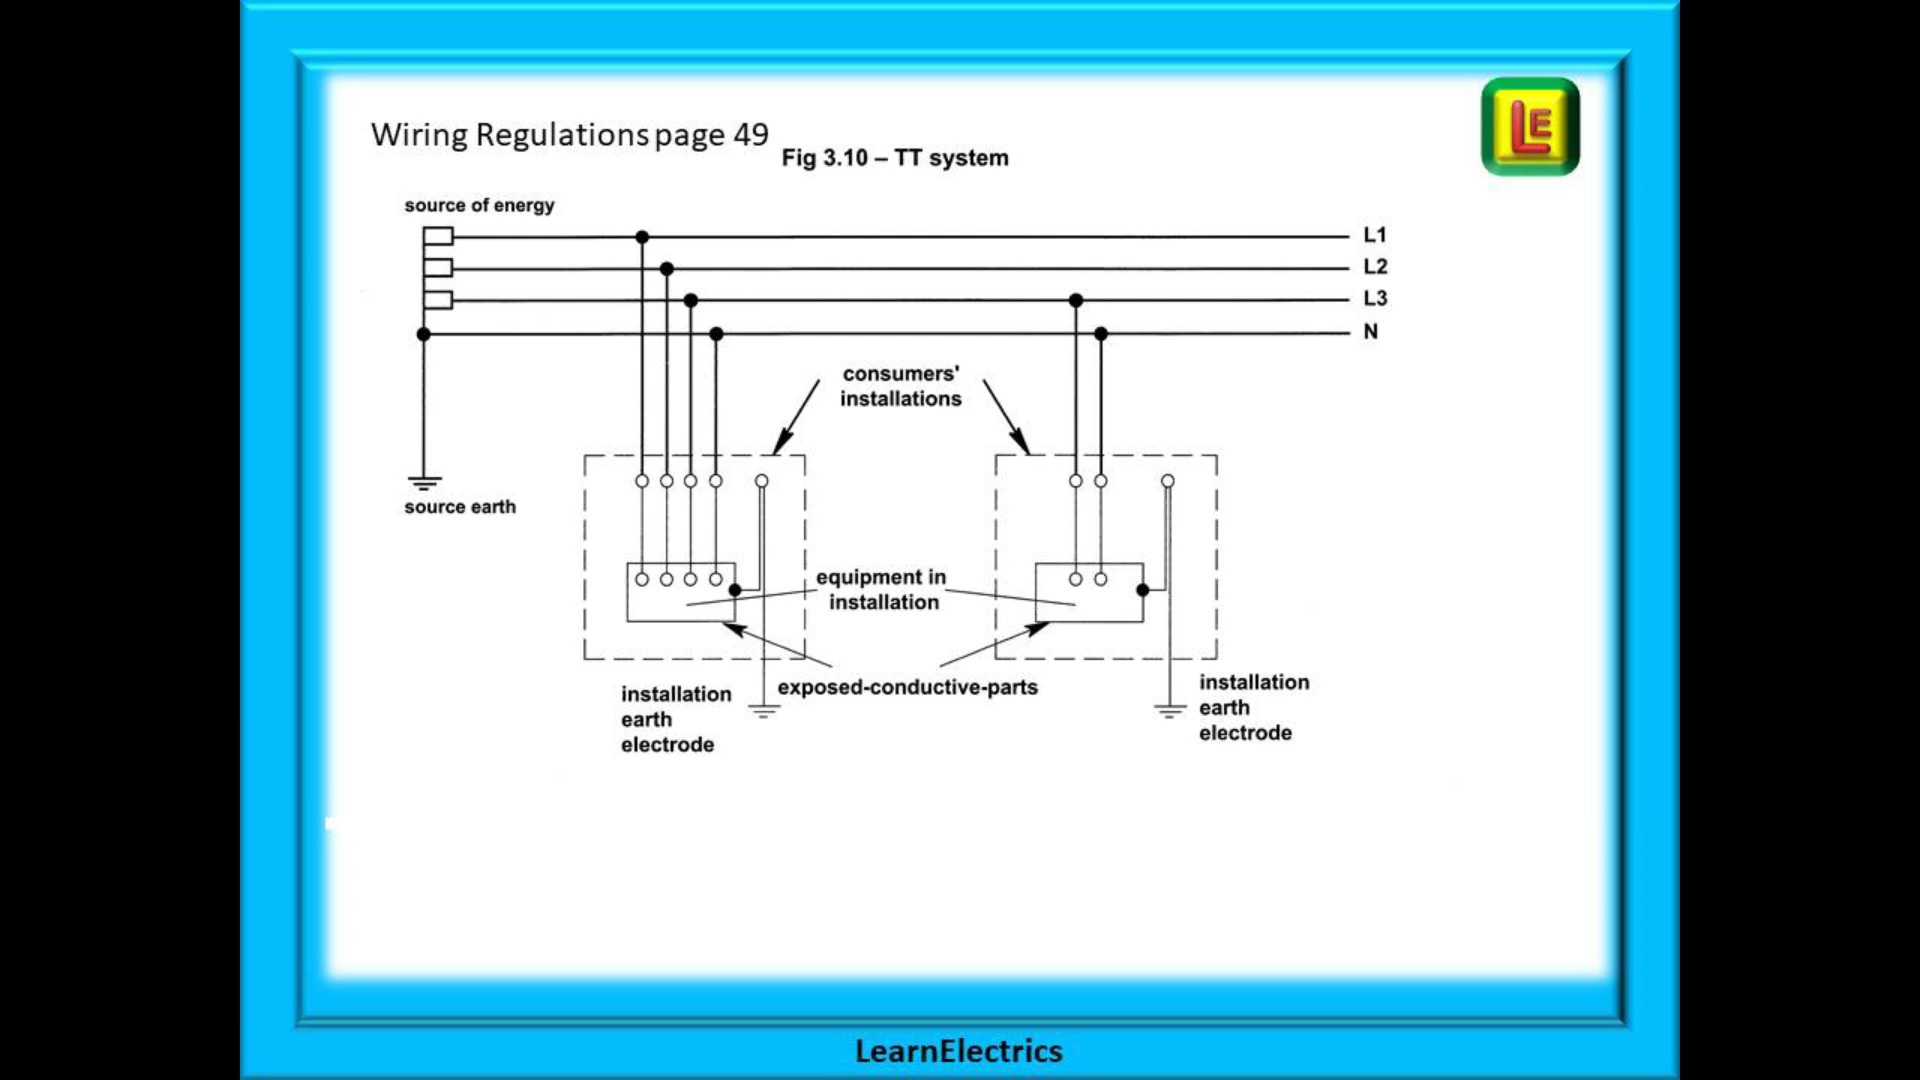 Wiring Regulations page 49
Fig 3.10 – TT system
LE
source of energy
L1
L2
L3
N
consumers'
installations
source earth
equipment in
installation
exposed-conductive-parts
installation
earth
electrode
installation
earth
electrode
LearnElectrics